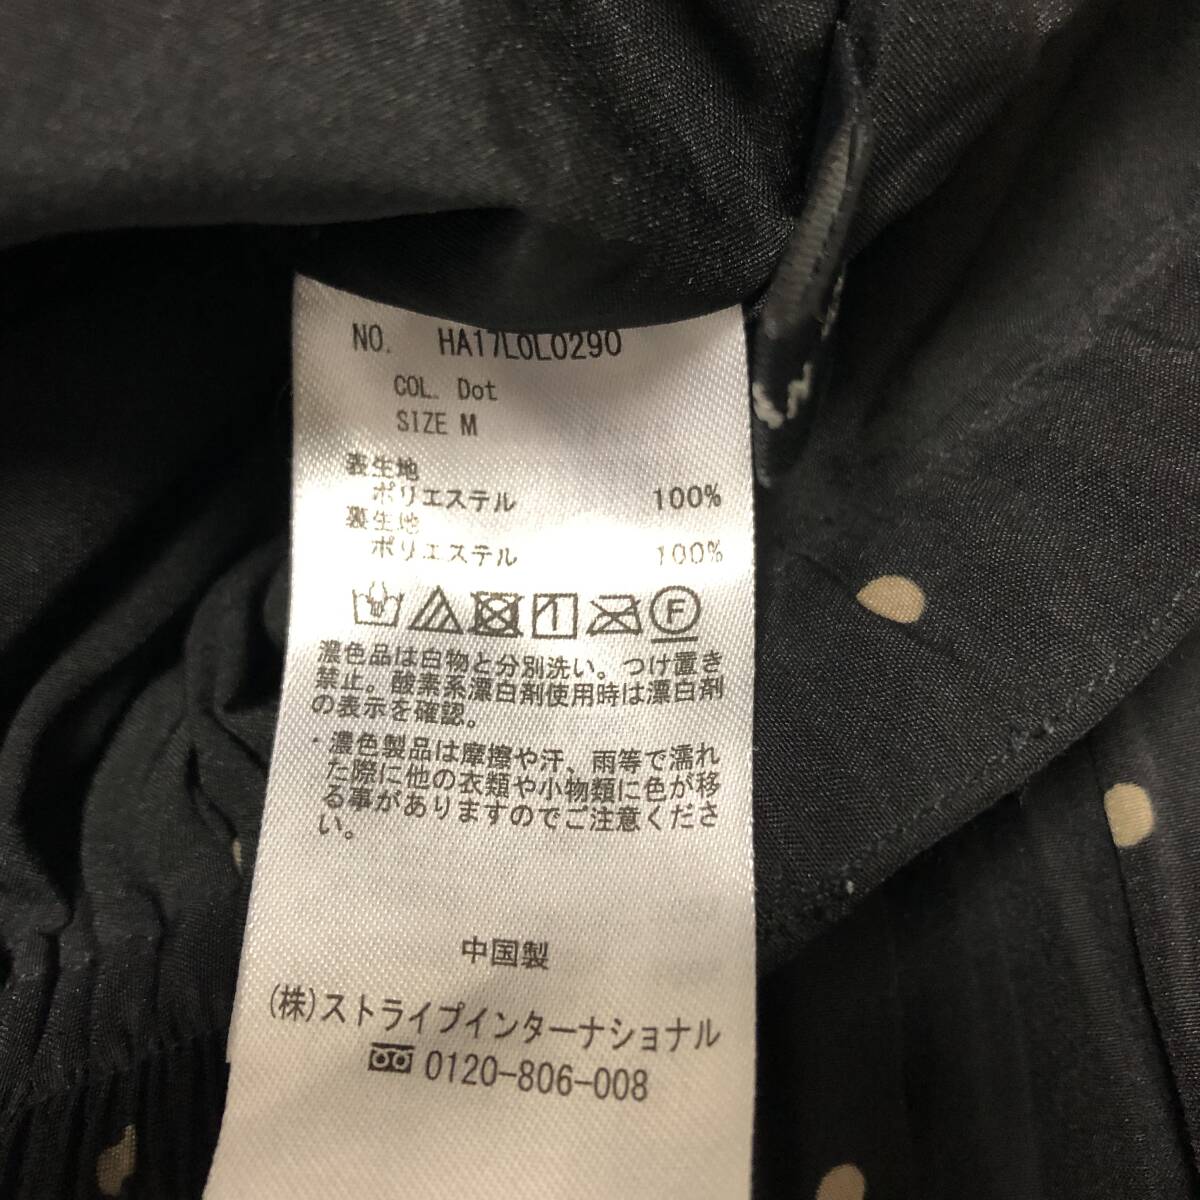 NO. HA17L0L0290
COL. Dot
SIZE M
表生地
ポリエステル 100%
裏生地
ポリエステル 100%
F
濃色品は白物と分別洗い。つけ置き
禁止。酸素系漂白剤使用時は漂白剤
の表示を確認。
・濃色製品は摩擦や汗、雨等で濡れ
た際に他の衣類や小物類に色が移
る事がありますのでご注意くださ
い。
中国製
(株)ストライプインターナショナル
0120-806-008